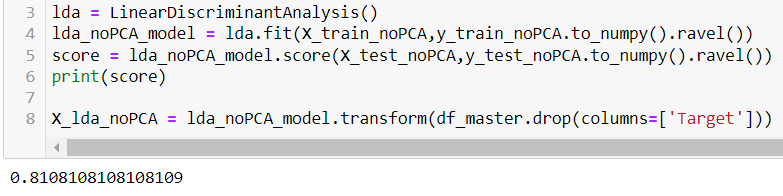 3 lda = LinearDiscriminantAnalysis()
4 lda_noPCA_model = lda.fit(X_train_noPCA,y_train_noPCA.to_numpy().ravel())
5 score = lda_noPCA_model.score(X_test_noPCA,y_test_noPCA.to_numpy().ravel())
6 print(score)
7
8 X_lda_noPCA = lda_noPCA_model.transform(df_master.drop(columns=['Target']))
0.8108108108108109